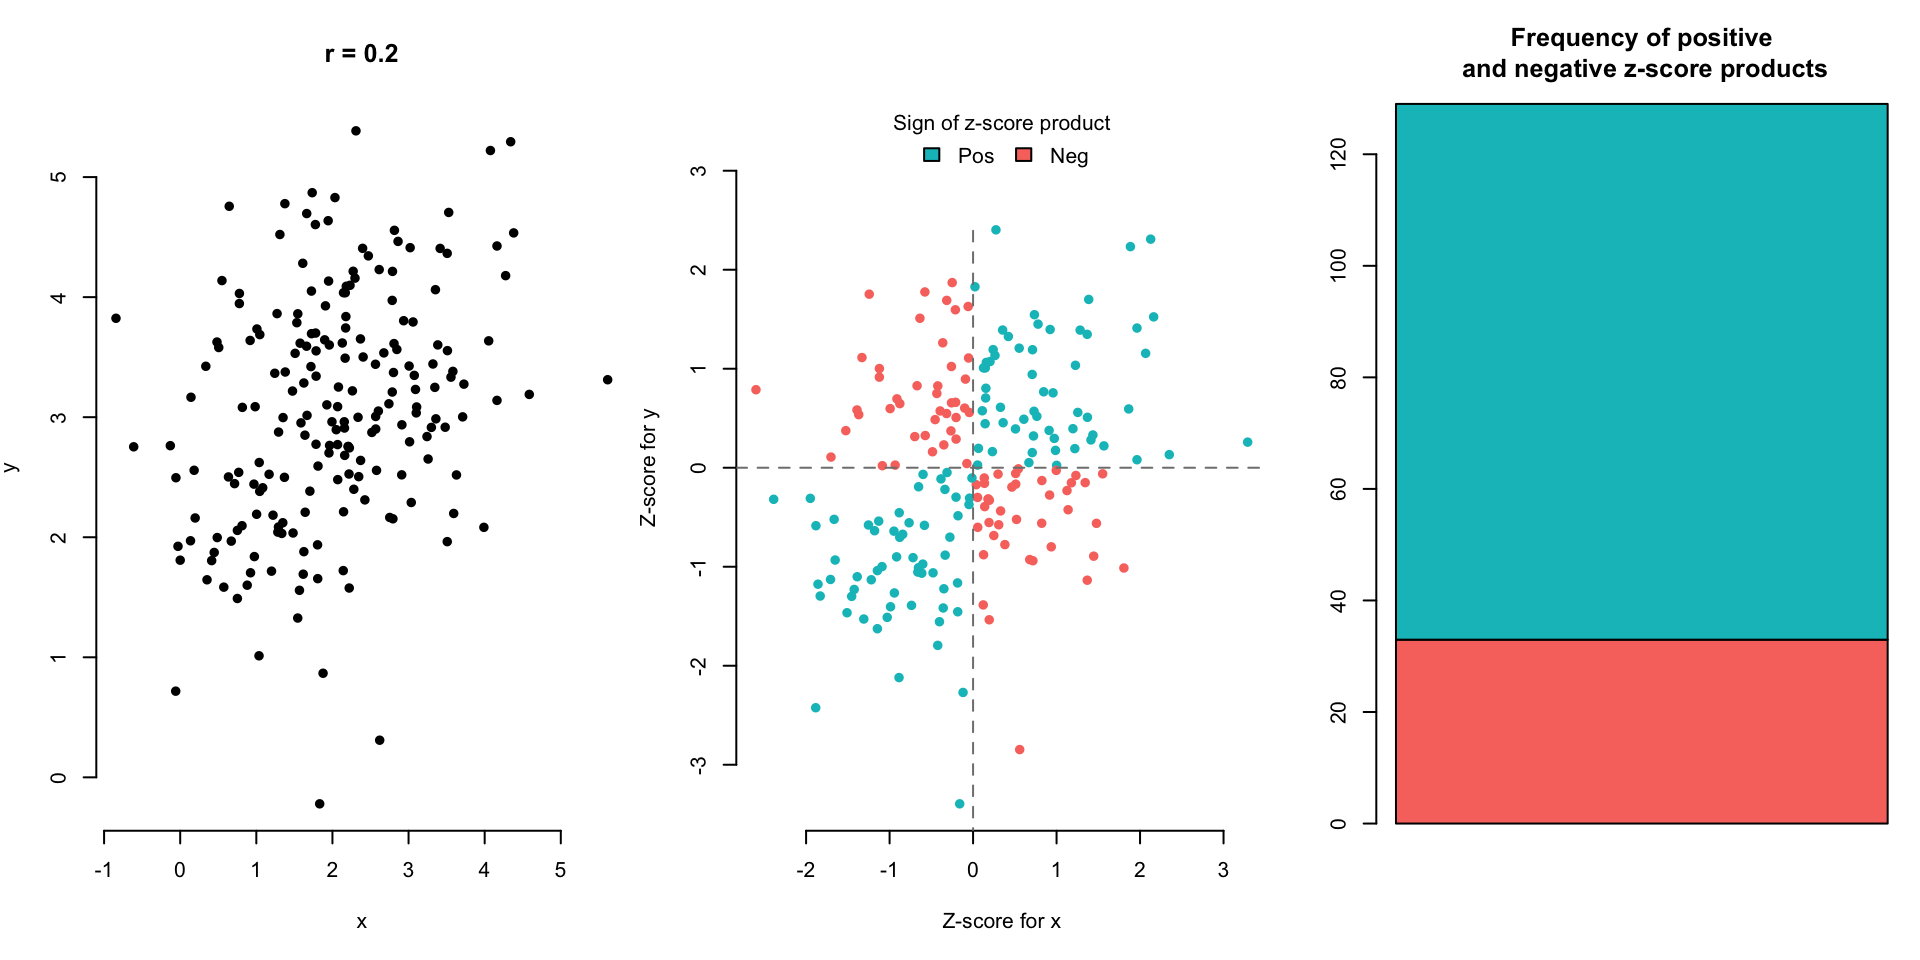 r = 0.2
y
5
4
3
2
1
0
-1 0 1 2 3 4 5
x
Sign of z-score product
Pos Neg
Z-score for y
3
2
1
0
-1
-2
-3
-2 -1 0 1 2 3
Z-score for x
Frequency of positive
and negative z-score products
120
100
80
60
40
20
0